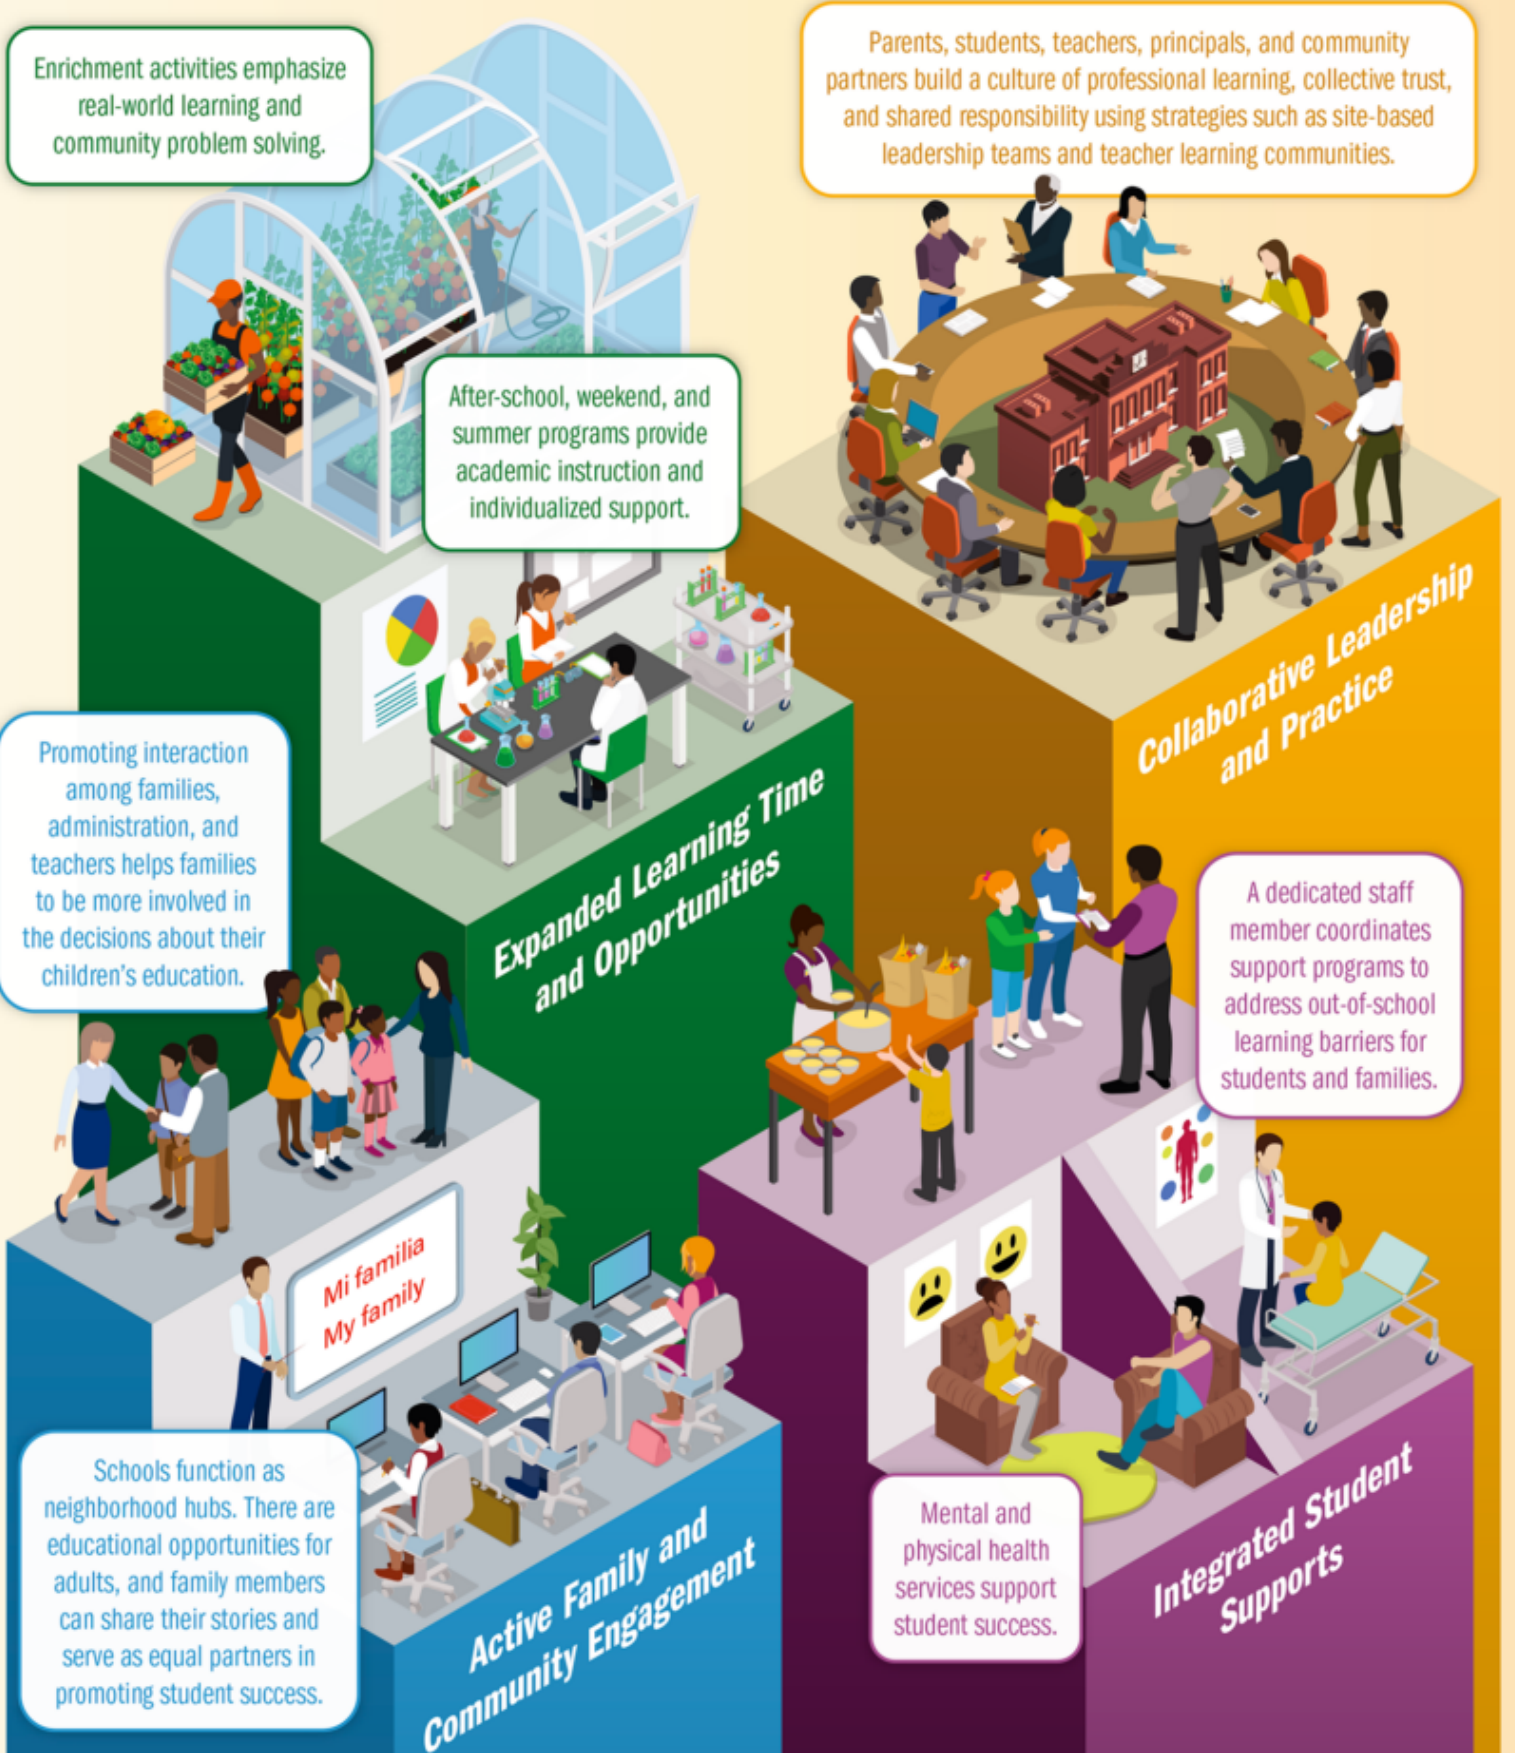 Enrichment activities emphasize
real-world learning and
community problem solving.
Parents, students, teachers, principals, and community
partners build a culture of professional learning, collective trust,
and shared responsibility using strategies such as site-based
leadership teams and teacher learning communities.
After-school, weekend, and
summer programs provide
academic instruction and
individualized support.
Collaborative Leadership
and Practice
Expanded Learning Time
and Opportunities
Promoting interaction
among families,
administration, and
teachers helps families
to be more involved in
the decisions about their
children's education.
A dedicated staff
member coordinates
support programs to
address out-of-school
learning barriers for
students and families.
Mi familia
My family
Schools function as
neighborhood hubs. There are
educational opportunities for
adults, and family members
can share their stories and
serve as equal partners in
promoting student success.
Active Family and
Community Engagement
Mental and
physical health
services support
student success.
Integrated Student
Supports